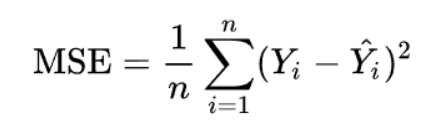 MSE = \frac{1}{n} \sum_{i=1}^{n} (Y_i - \hat{Y}_i)^2